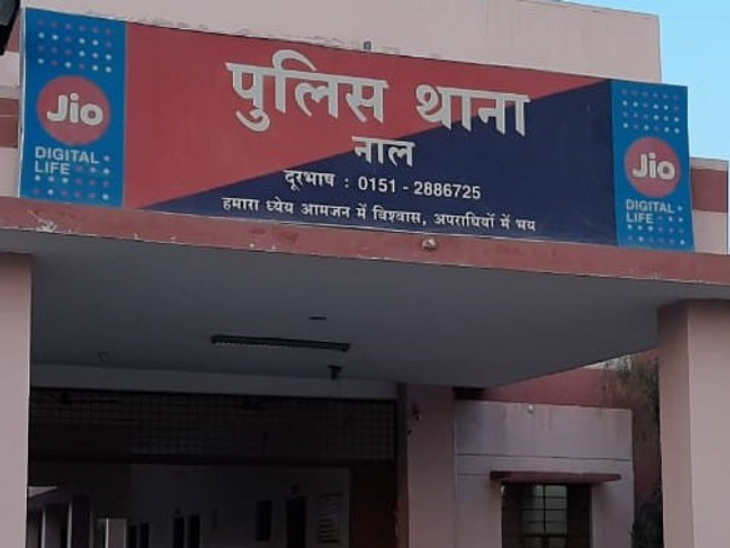 पुलिस थाना
नाल
दूरभाष : 0151 - 2886725
हमारा ध्येय आमजन में विश्वास, अपराधियों में भय
Jio
DIGITAL
LIFE
Jio
DIGITAL
LIFE